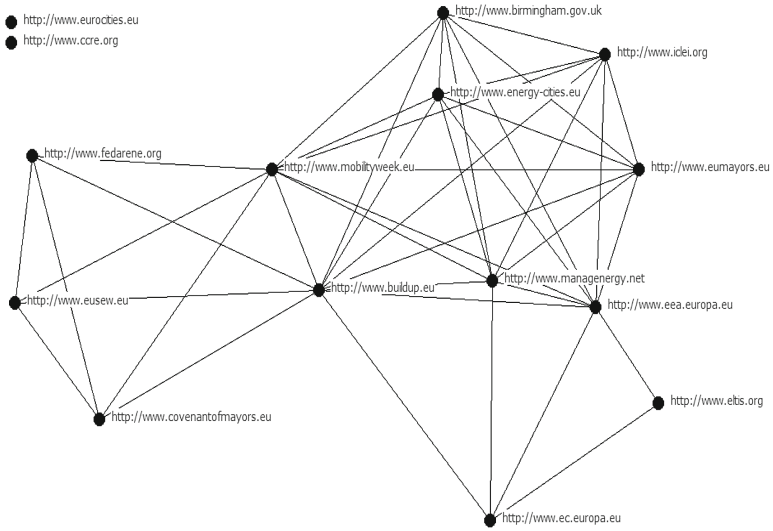 http://www.eurocities.eu
http://www.ccre.org
http://www.birmingham.gov.uk
http://www.iclei.org
http://www.energy-cities.eu
http://www.fedarene.org
http://www.mobilityweek.eu
http://www.eumayors.eu
http://www.managenergy.net
http://www.buildup.eu
http://www.eusew.eu
http://www.eea.europa.eu
http://www.eltis.org
http://www.covenantofmayors.eu
http://www.ec.europa.eu